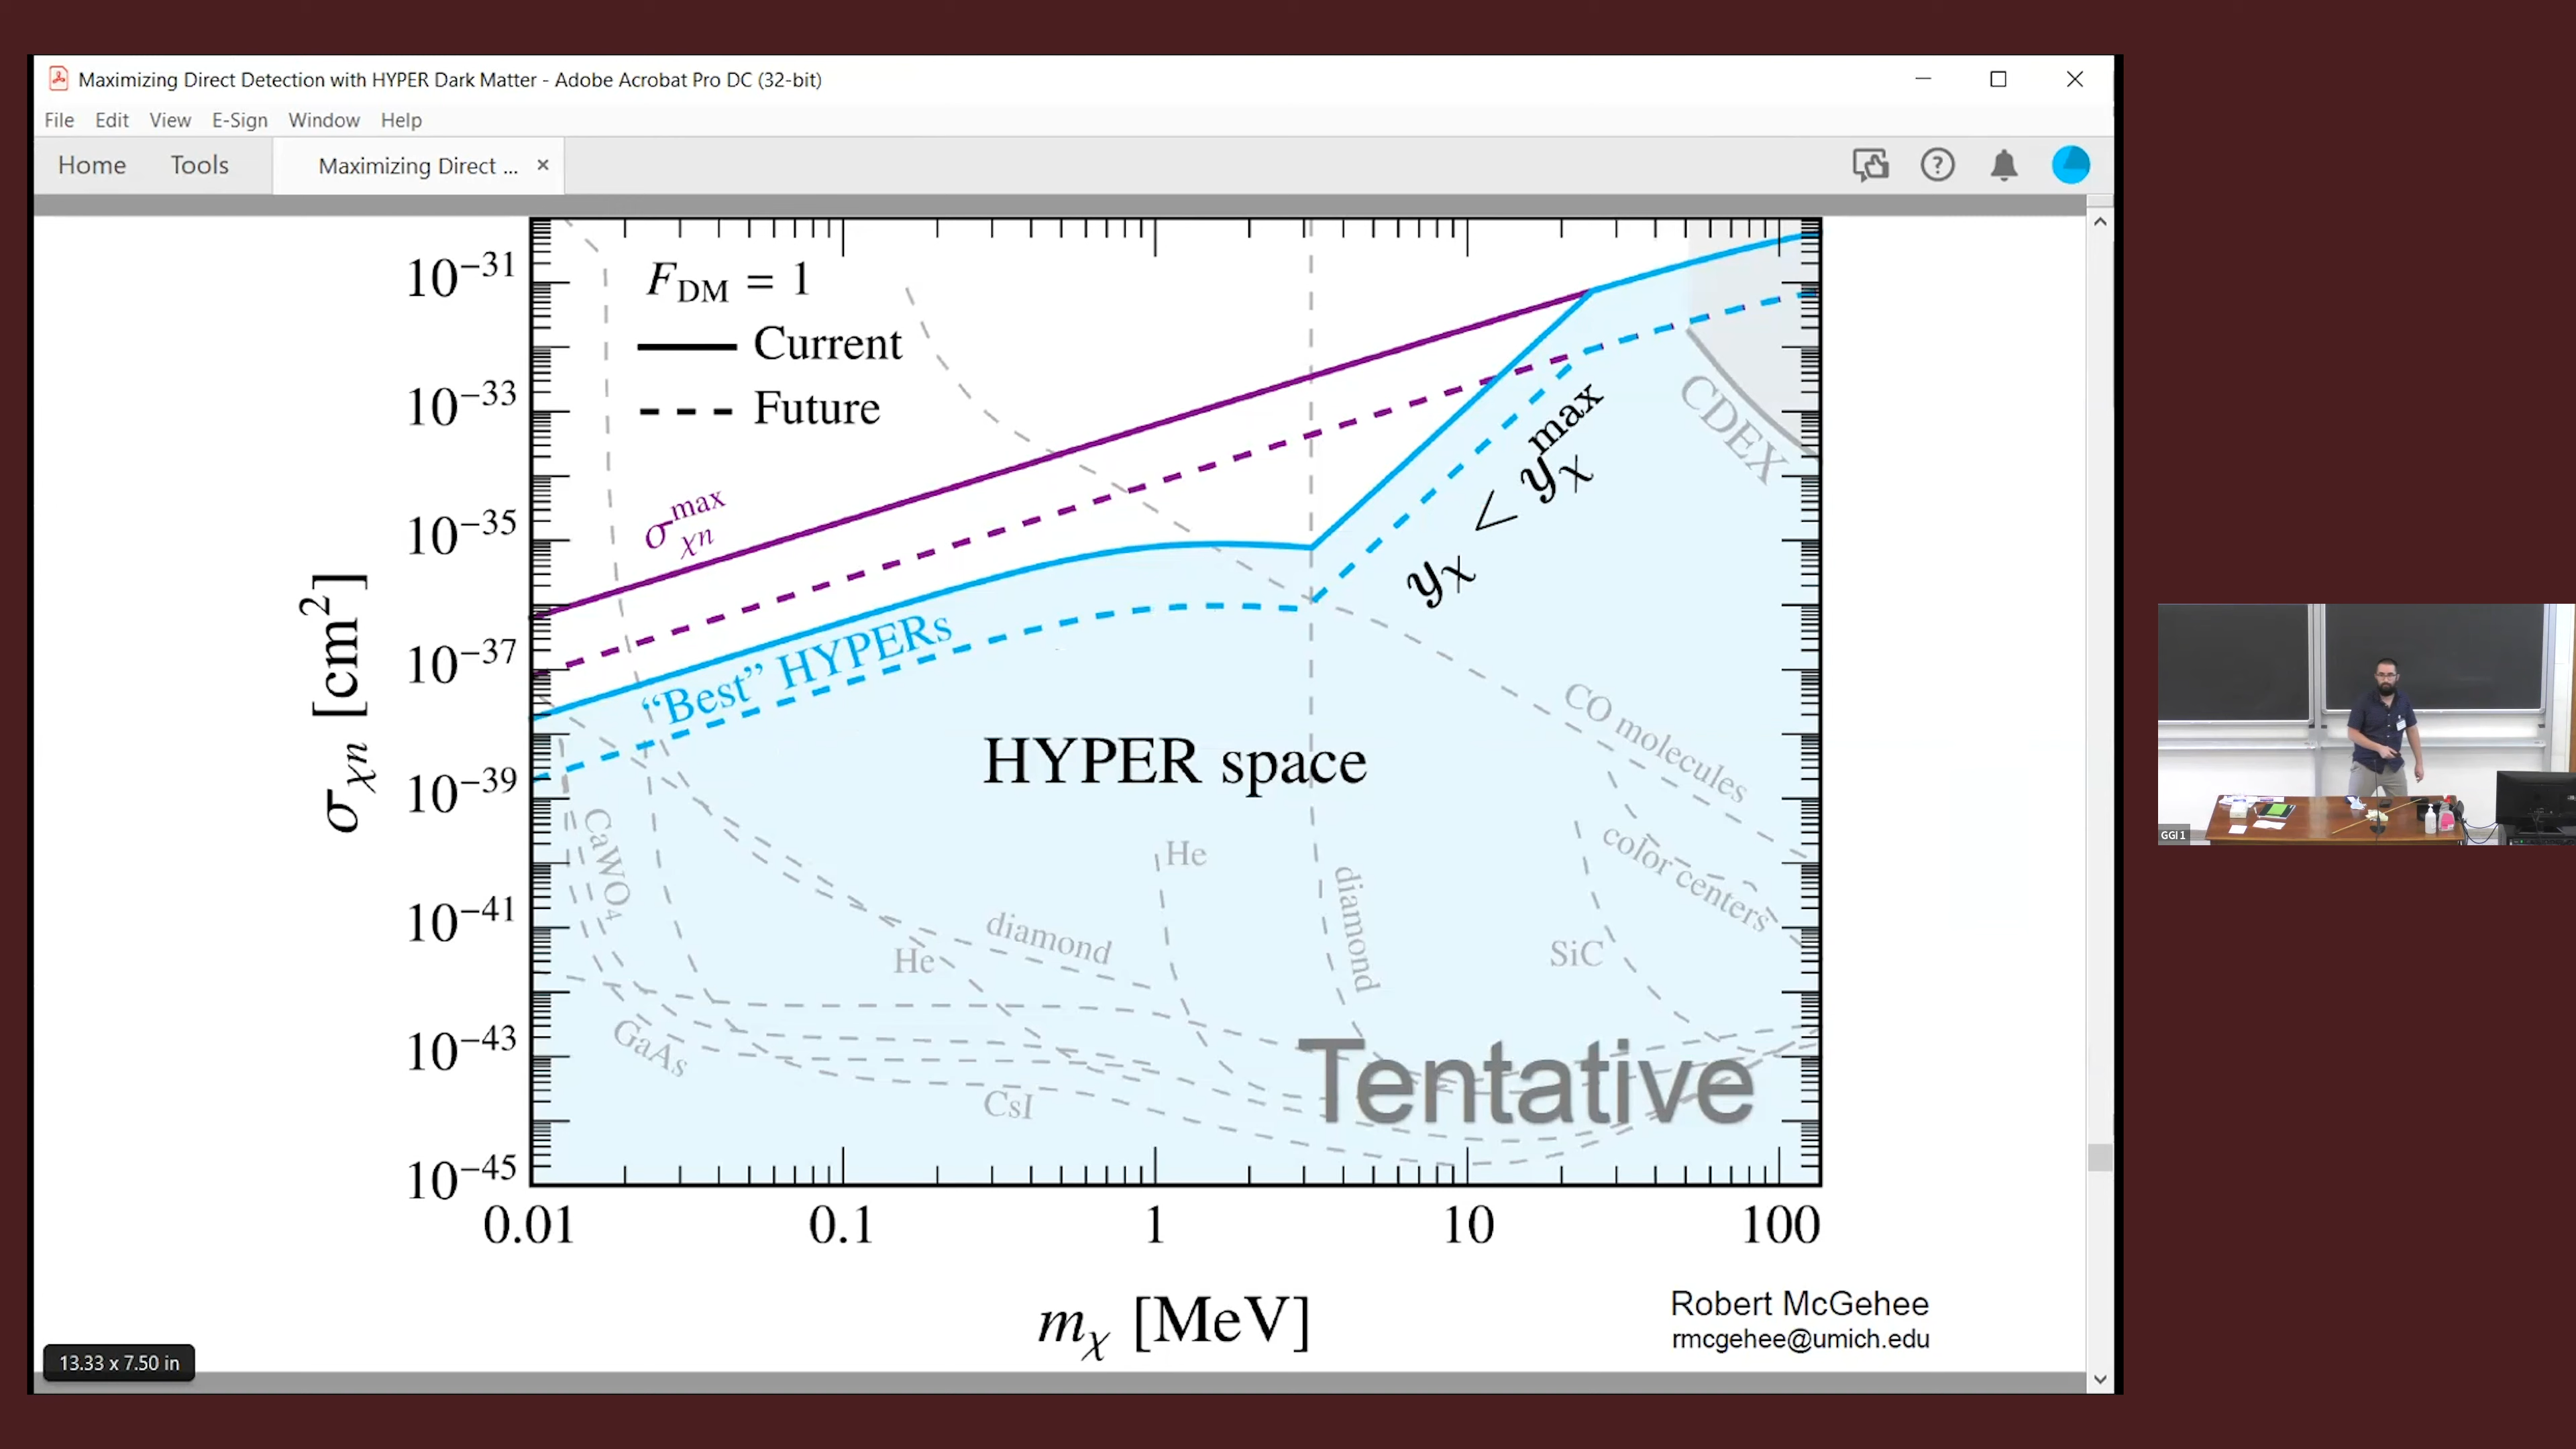 Maximizing Direct Detection with HYPER Dark Matter - Adobe Acrobat Pro DC (32-bit)
File Edit View E-Sign Window Help
Home Tools Maximizing Direct ... ×
F_DM = 1
Current
Future
10⁻³¹
10⁻³³
10⁻³⁵
10⁻³⁷
10⁻³⁹
10⁻⁴¹
10⁻⁴³
10⁻⁴⁵
σ_χn [cm²]
σ_χn^max
"Best" HYPERs
y_χ < y_χ^max
CDEX
HYPER space
CO molecules
color centers
CaWO₄
He
diamond
diamond
He
SiC
GaAs
CsI
Tentative
0.01 0.1 1 10 100
m_χ [MeV]
Robert McGehee
rmcgehee@umich.edu
13.33 x 7.50 in
GGI 1